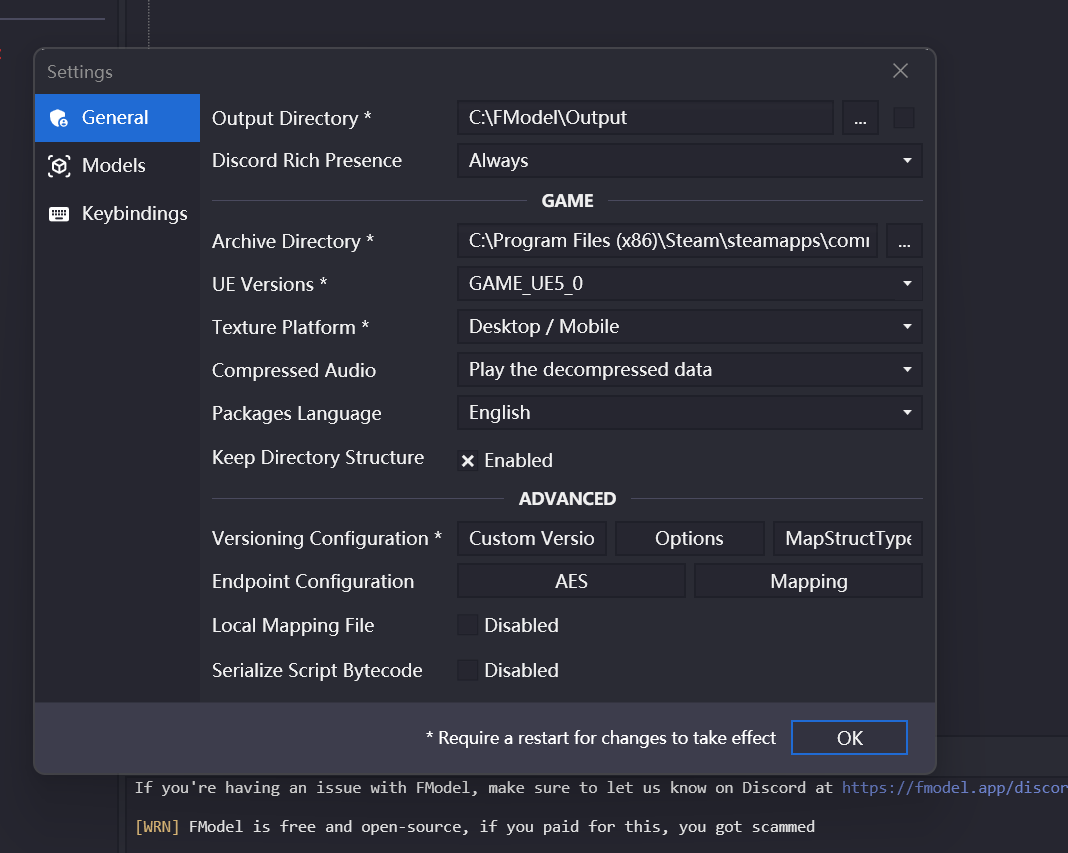 Settings
General
Models
Keybindings
Output Directory * C:\FModel\Output ...
Discord Rich Presence Always
GAME
Archive Directory * C:\Program Files (x86)\Steam\steamapps\comm ...
UE Versions * GAME_UE5_0
Texture Platform * Desktop / Mobile
Compressed Audio Play the decompressed data
Packages Language English
Keep Directory Structure Enabled
ADVANCED
Versioning Configuration * Custom Versio Options MapStructType
Endpoint Configuration AES Mapping
Local Mapping File Disabled
Serialize Script Bytecode Disabled
* Require a restart for changes to take effect OK
If you're having an issue with FModel, make sure to let us know on Discord at https://fmodel.app/discor
[WRN] FModel is free and open-source, if you paid for this, you got scammed